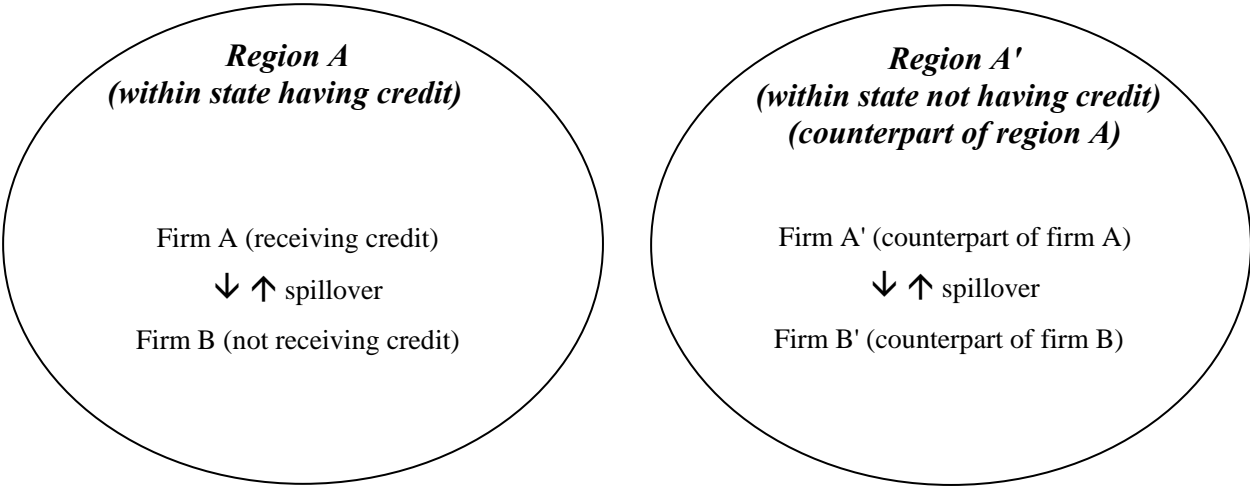 Region A
(within state having credit)
Firm A (receiving credit)
↓ ↑ spillover
Firm B (not receiving credit)
Region A'
(within state not having credit)
(counterpart of region A)
Firm A' (counterpart of firm A)
↓ ↑ spillover
Firm B' (counterpart of firm B)